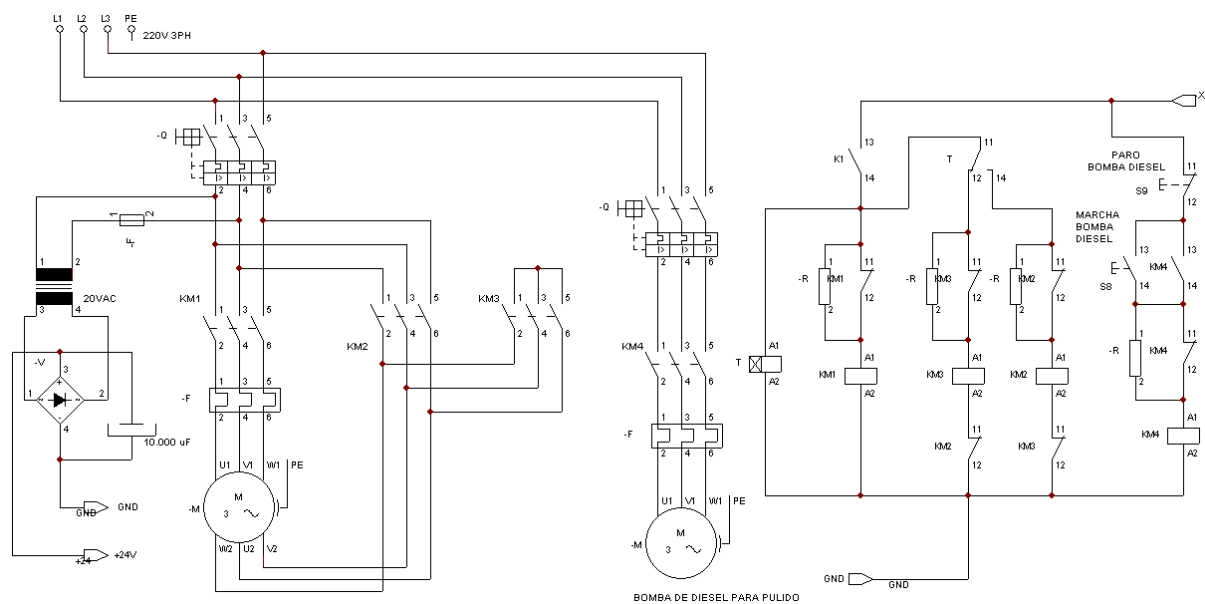 L1 L2 L3 PE
220V 3PH
X
1 3 5
-Q
2 4 6
K1
13
14
T
11
12 14
PARO
BOMBA DIESEL
11
S9
12
1 2
-F
1 3 5
-Q
2 4 6
MARCHA
BOMBA
DIESEL
13
S8
14
13
KM4
14
1 2
20VAC
3 4
KM1
1 3 5
2 4 6
1 3 5
KM2
2 4 6
KM3
1 3 5
2 4 6
1
-R
2
KM1
11
12
1
-R
2
KM3
11
12
1
-R
2
KM2
11
12
1
-R
2
KM4
11
12
KM4
1 3 5
2 4 6
-V
3
1 2
4
+
~ ~
-
10.000 uF
-F
1 3 5
2 4 6
T
A1
A2
KM1
A1
A2
KM3
A1
A2
KM2
A1
A2
KM4
A1
A2
-F
1 3 5
2 4 6
KM2
11
12
KM3
11
12
U1 V1 W1 PE
-M
M
3
W2 U2 V2
GND GND
+24 +24V
U1 V1 W1 PE
-M
M
3
GND GND
BOMBA DE DIESEL PARA PULIDO